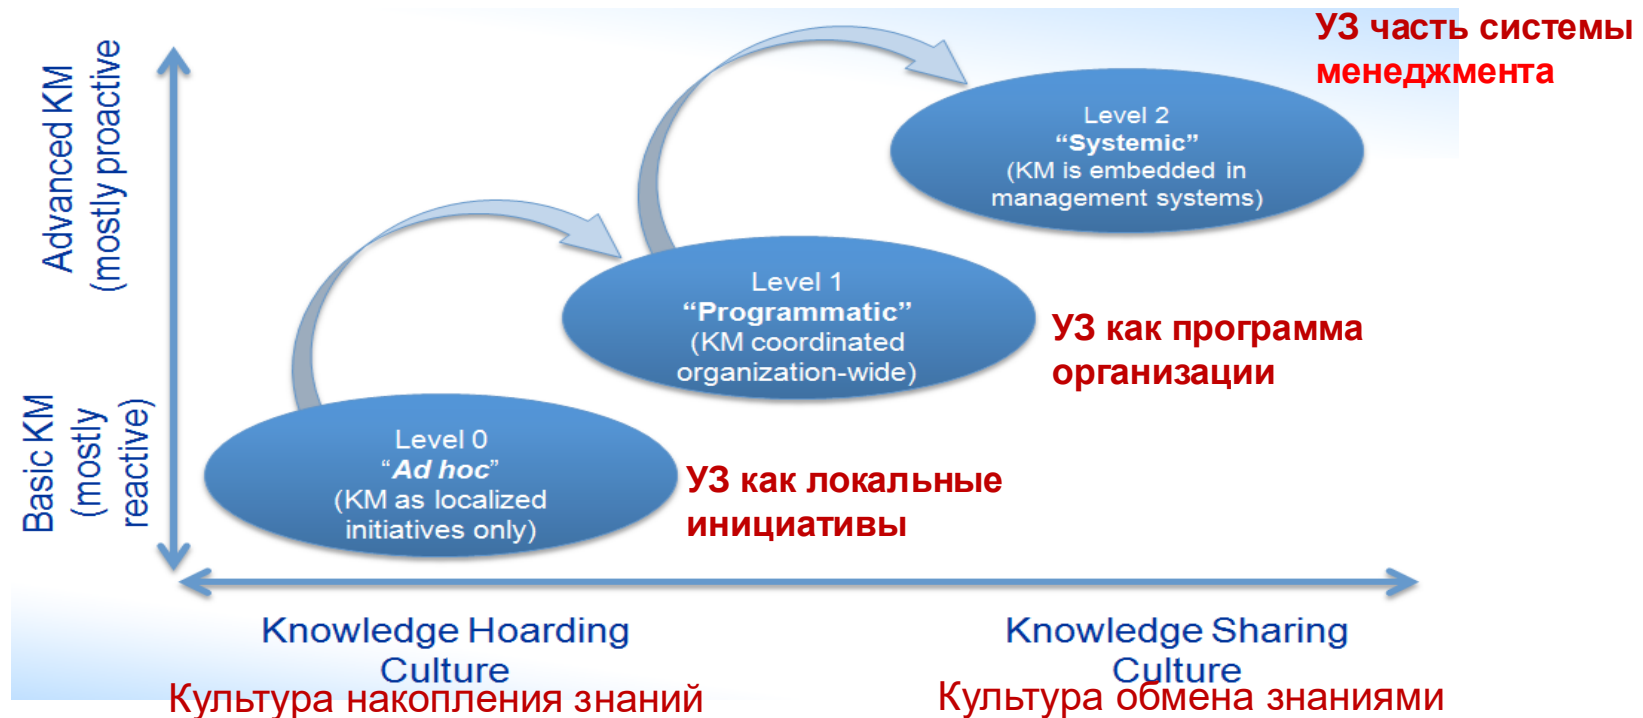 УЗ часть системы
менеджмента
Advanced KM
(mostly proactive)
Level 2
“Systemic”
(KM is embedded in
management systems)
Level 1
“Programmatic”
(KM coordinated
organization-wide)
УЗ как программа
организации
Basic KM
(mostly
reactive)
Level 0
“Ad hoc”
(KM as localized
initiatives only)
УЗ как локальные
инициативы
Knowledge Hoarding
Culture
Культура накопления знаний
Knowledge Sharing
Culture
Культура обмена знаниями